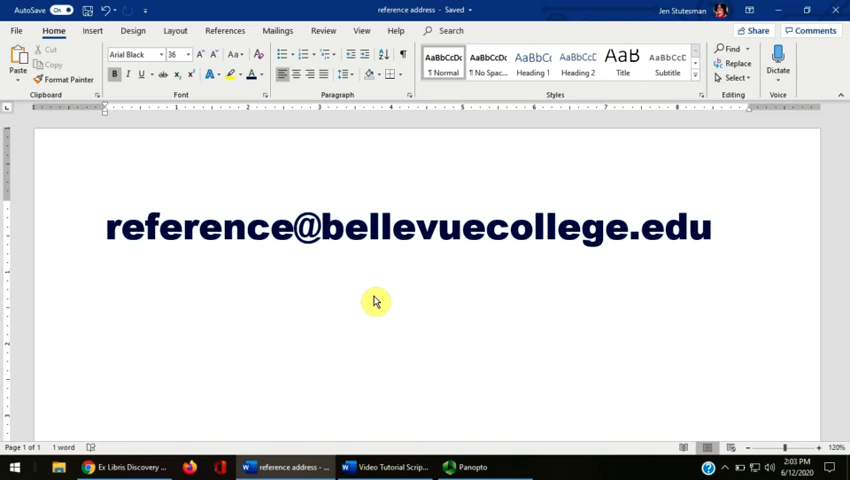 AutoSave On
reference address - Saved
Jen Stutesman
File Home Insert Design Layout References Mailings Review View Help Search Share Comments
Paste
Cut
Copy
Format Painter
Arial Black 36
AaBbCcDc AaBbCcDc AaBbCc AaBbCcD AaB AaBbCcD
¶ Normal ¶ No Spac... Heading 1 Heading 2 Title Subtitle
Find
Replace
Select
Dictate
Clipboard Font Paragraph Styles Editing Voice
reference@bellevuecollege.edu
Page 1 of 1 1 word
120%
Ex Libris Discovery ...
reference address - ...
Video Tutorial Scrip...
Panopto
2:03 PM
6/12/2020